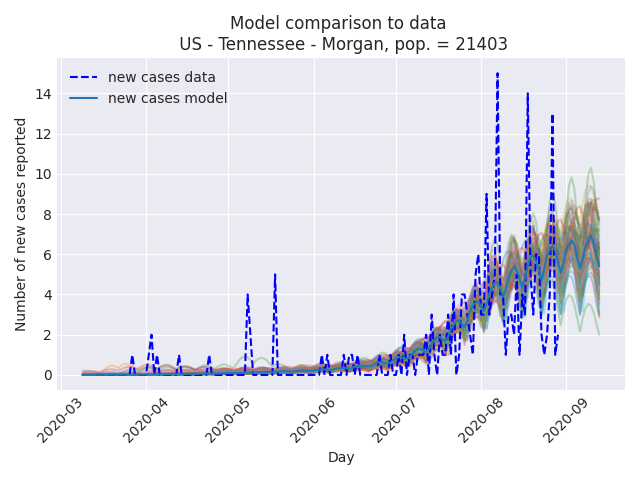 Model comparison to data
US - Tennessee - Morgan, pop. = 21403
new cases data
new cases model
Number of new cases reported
14
12
10
8
6
4
2
0
2020-03
2020-04
2020-05
2020-06
2020-07
2020-08
2020-09
Day